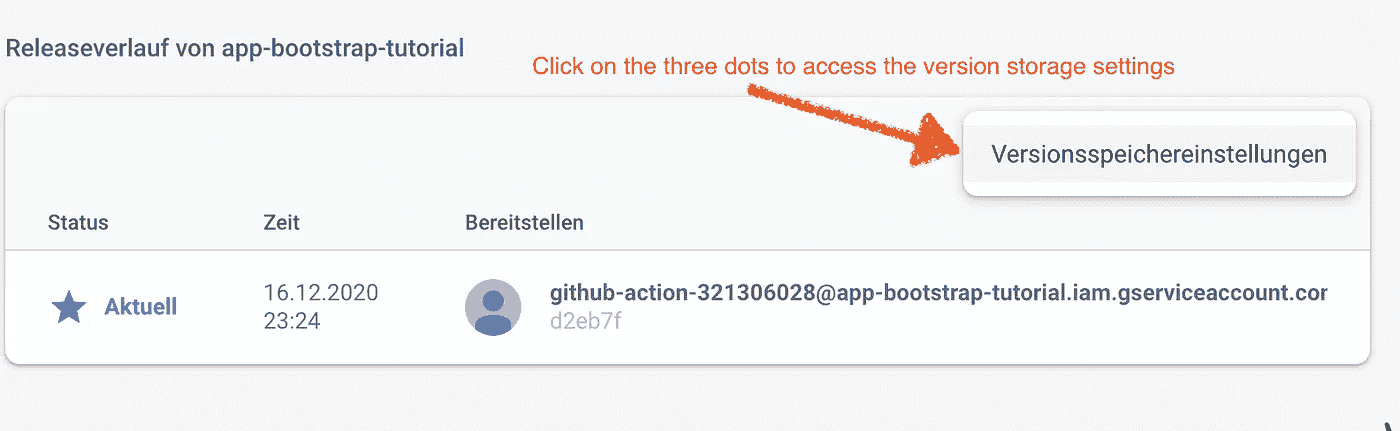 Releaseverlauf von app-bootstrap-tutorial
Click on the three dots to access the version storage settings
Versionsspeichereinstellungen
Status Zeit Bereitstellen
Aktuell
16.12.2020
23:24
github-action-321306028@app-bootstrap-tutorial.iam.gserviceaccount.cor
d2eb7f